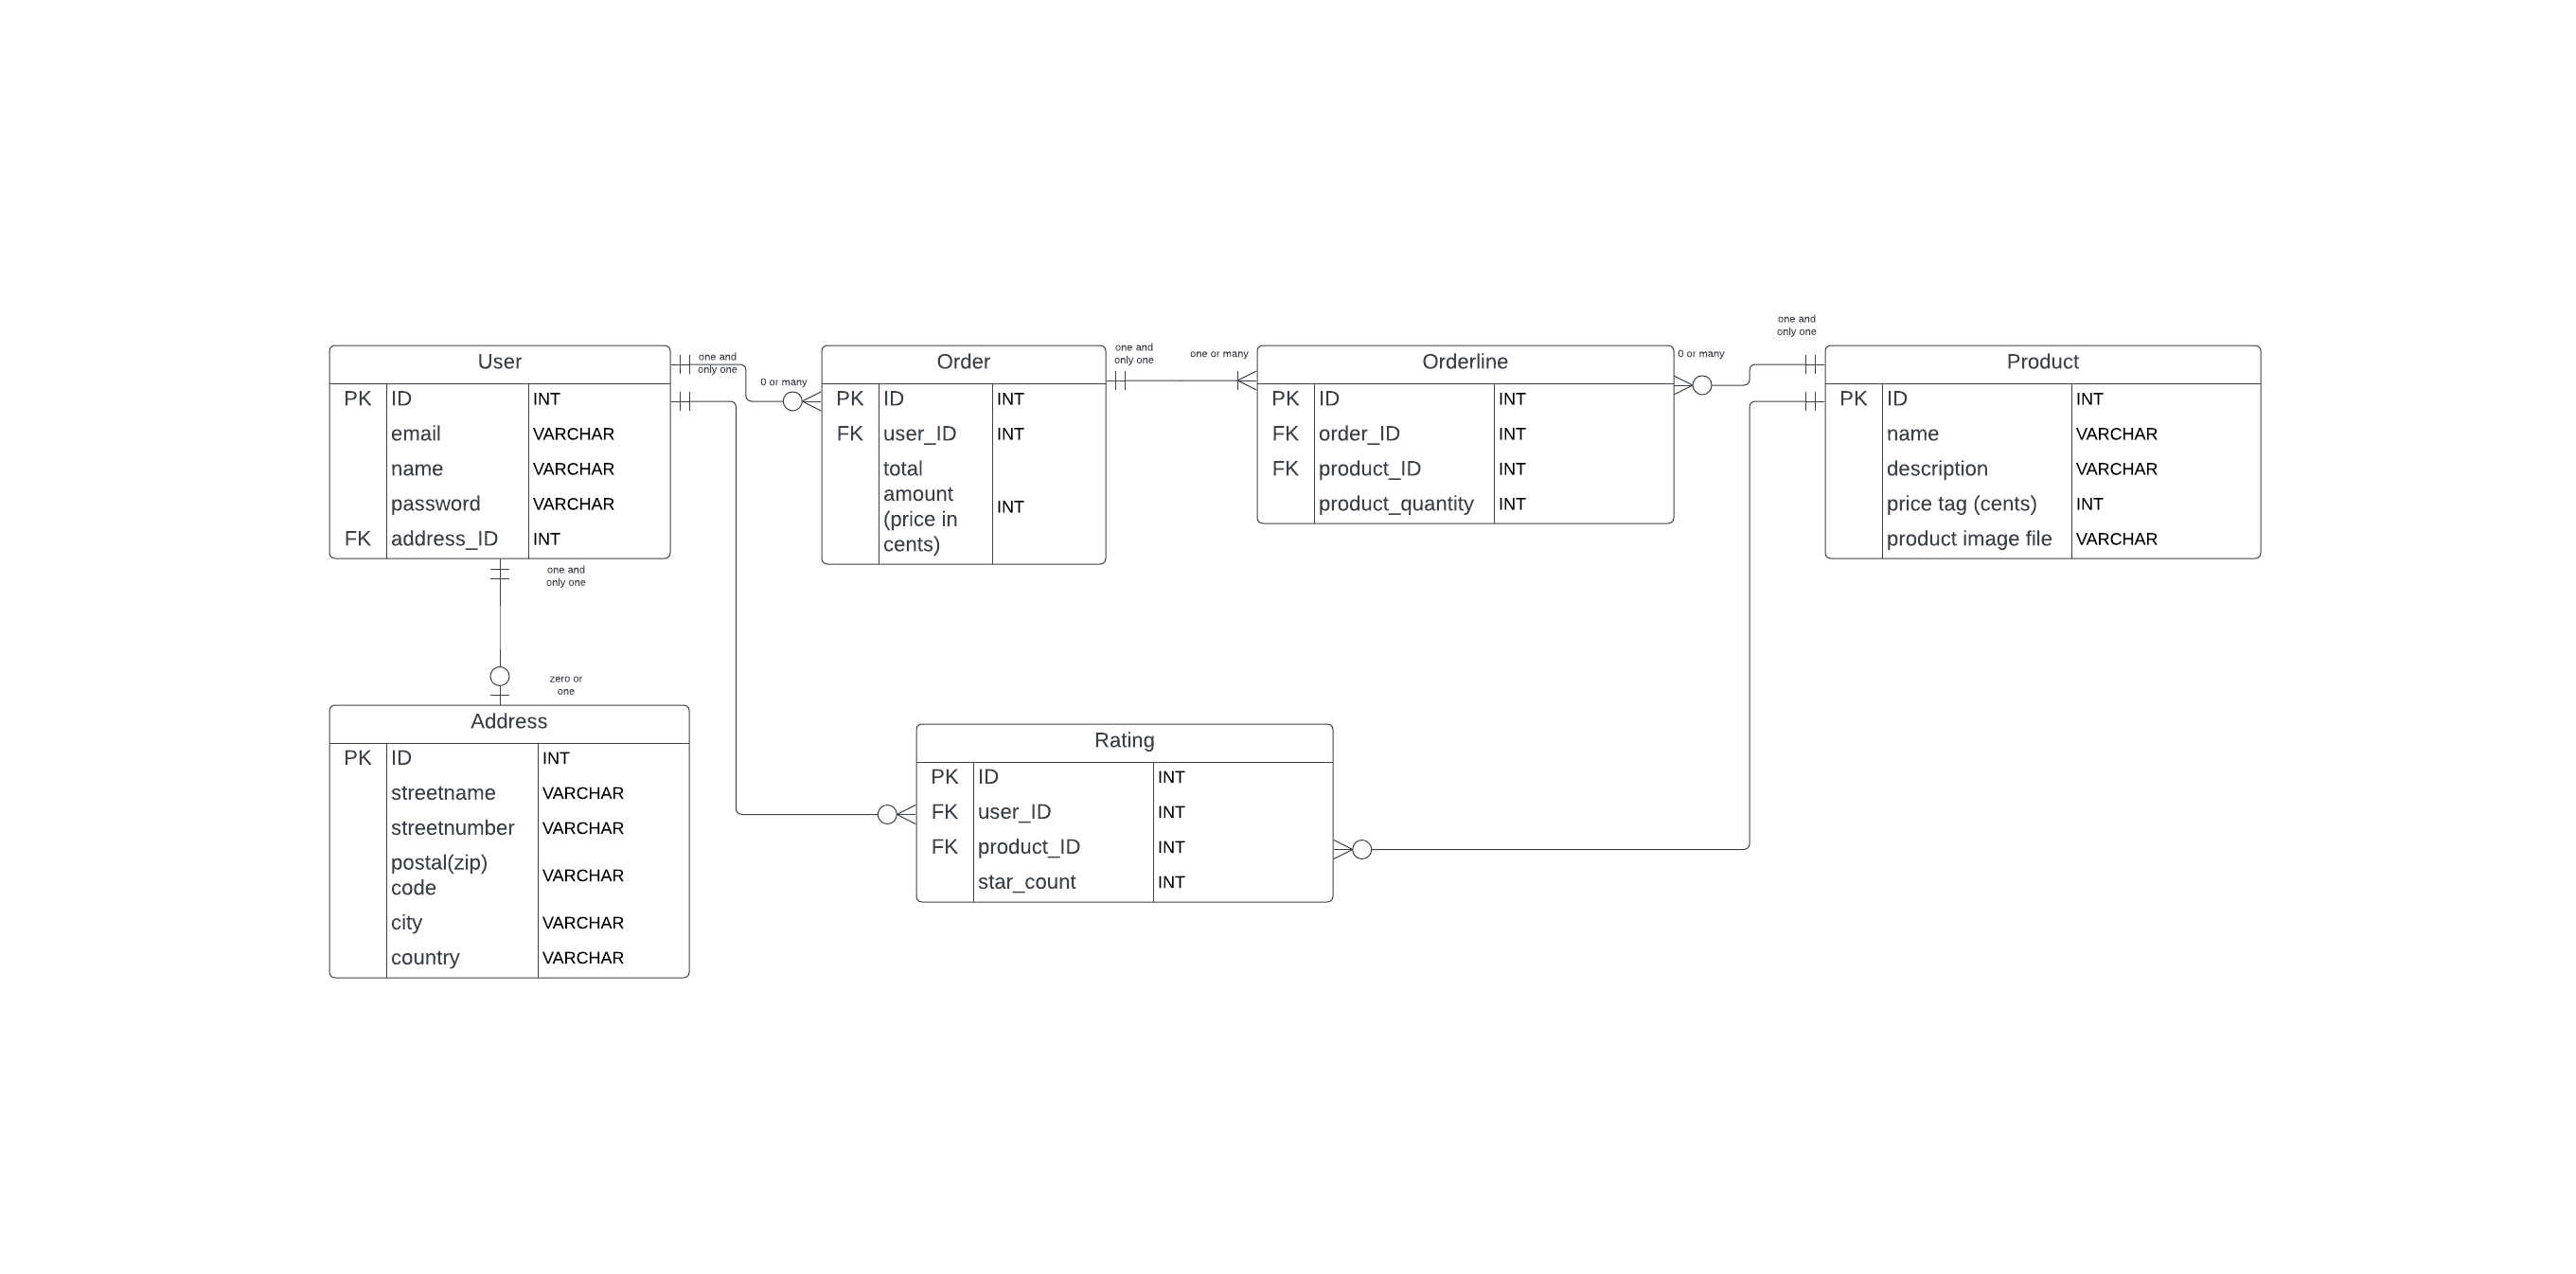 User
PK ID INT
email VARCHAR
name VARCHAR
password VARCHAR
FK address_ID INT
one and
only one
0 or many
Order
PK ID INT
FK user_ID INT
total
amount
(price in
cents)
INT
one and
only one
one or many
Orderline
PK ID INT
FK order_ID INT
FK product_ID INT
product_quantity INT
0 or many
one and
only one
Product
PK ID INT
name VARCHAR
description VARCHAR
price tag (cents) INT
product image file VARCHAR
one and
only one
zero or
one
Address
PK ID INT
streetname VARCHAR
streetnumber VARCHAR
postal(zip)
code
VARCHAR
city VARCHAR
country VARCHAR
Rating
PK ID INT
FK user_ID INT
FK product_ID INT
star_count INT